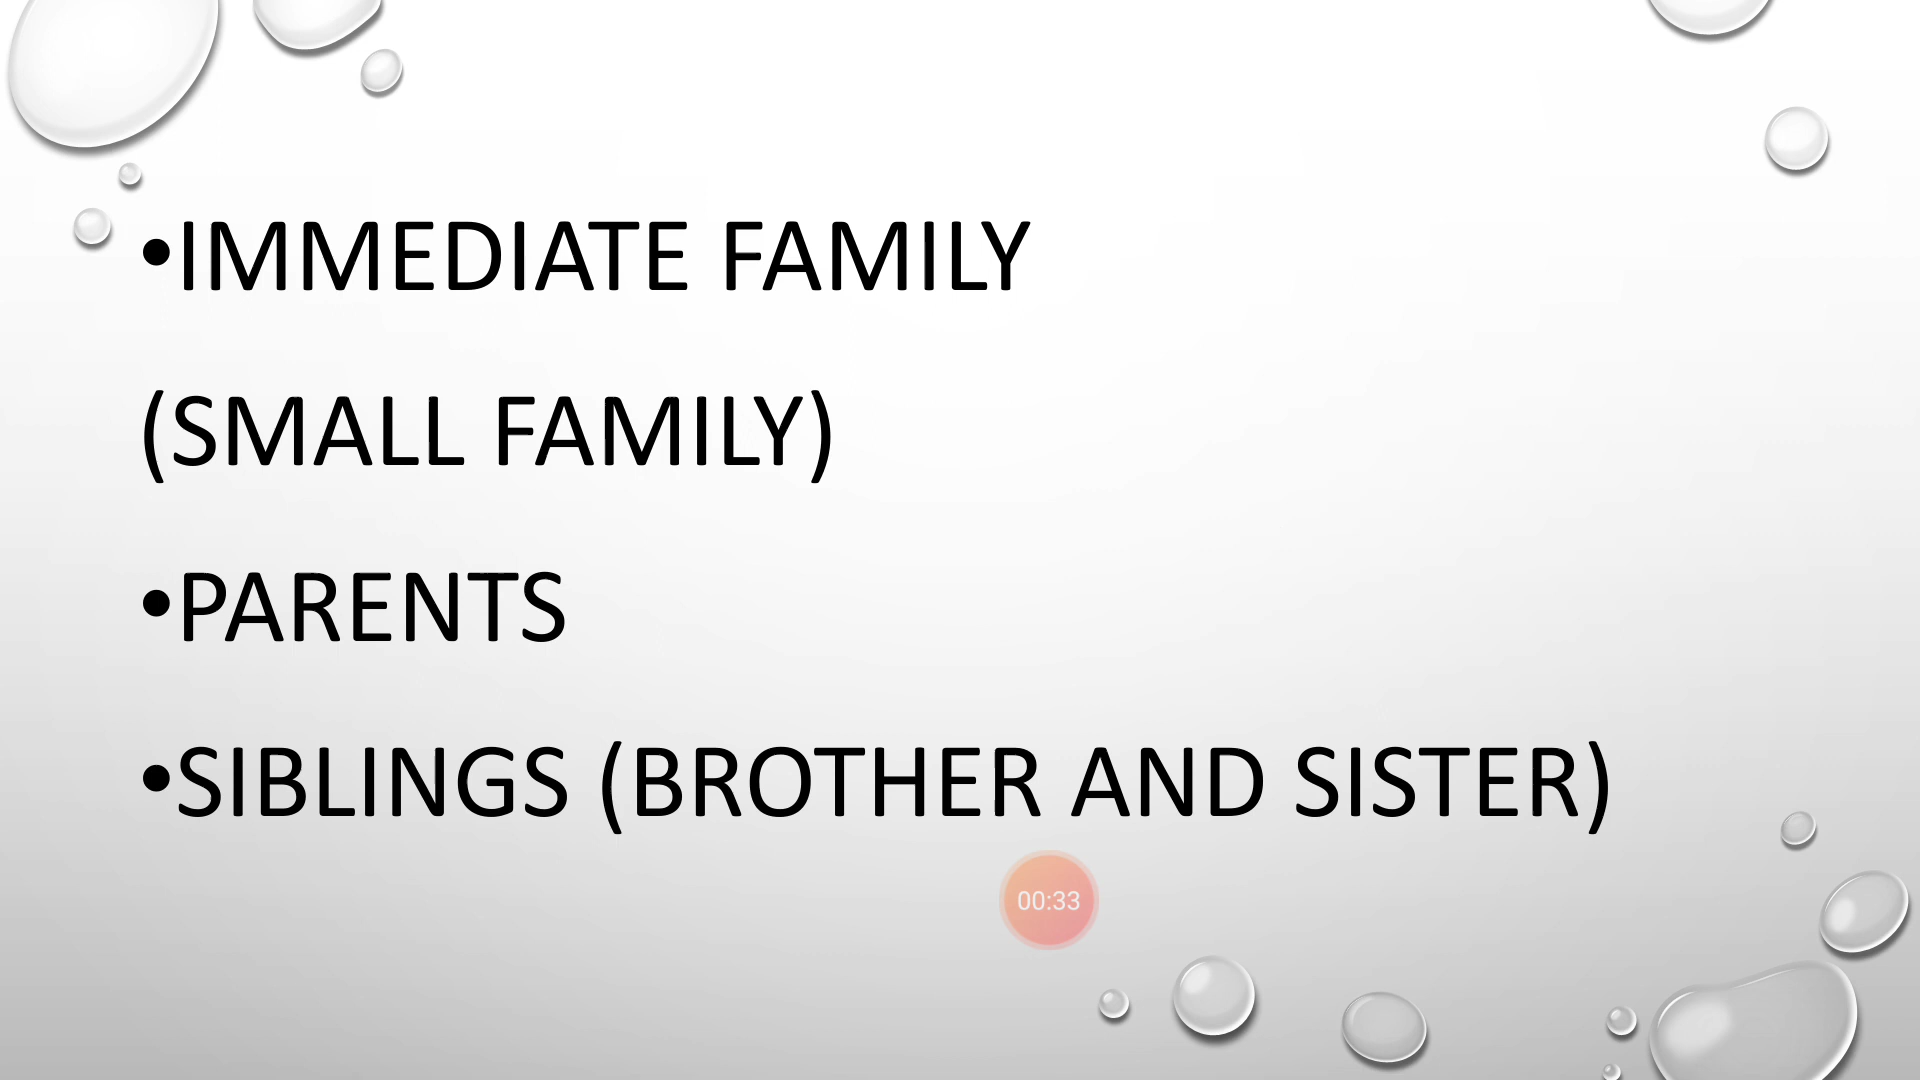 •IMMEDIATE FAMILY
(SMALL FAMILY)
•PARENTS
•SIBLINGS (BROTHER AND SISTER)
00:33